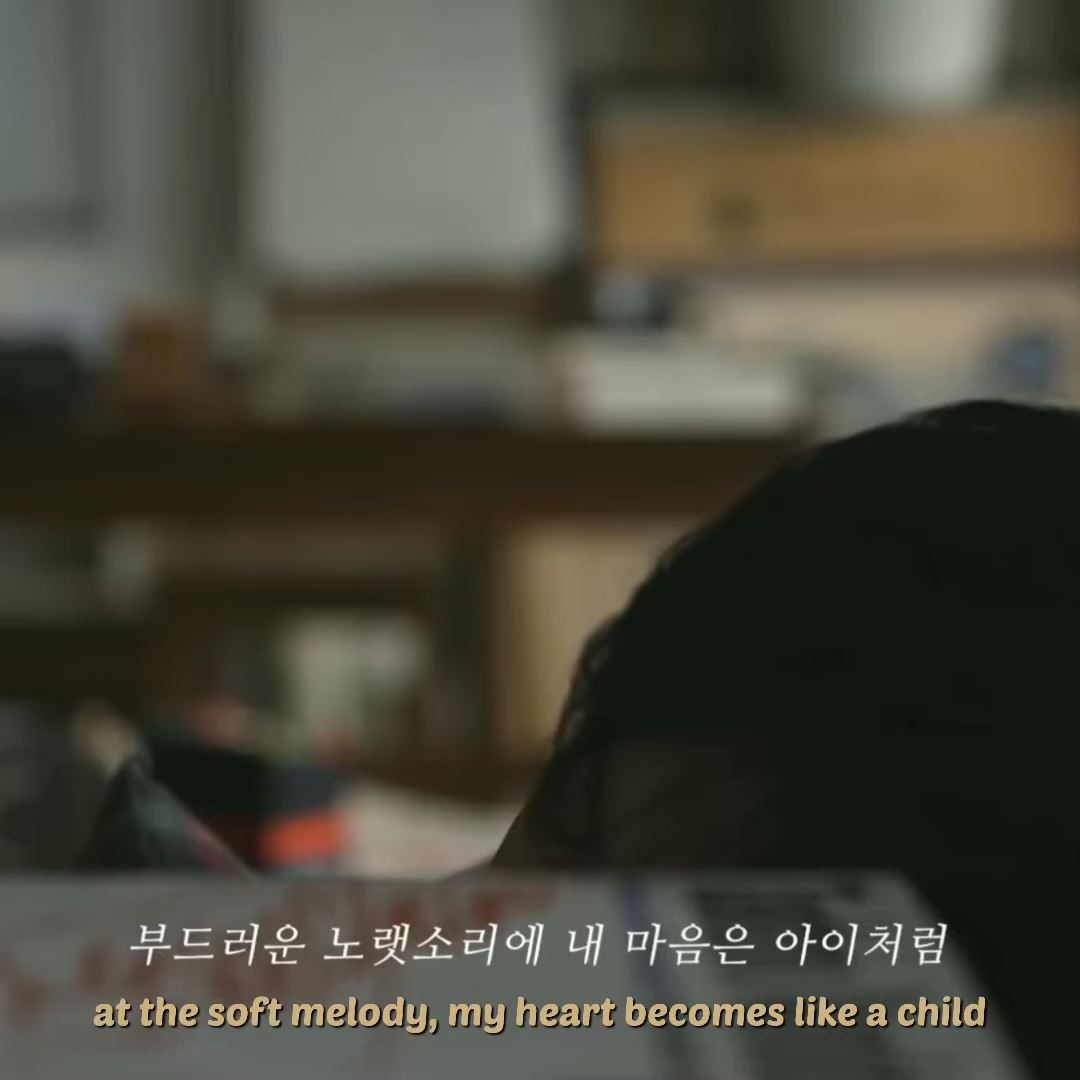 부드러운 노랫소리에 내 마음은 아이처럼
at the soft melody, my heart becomes like a child